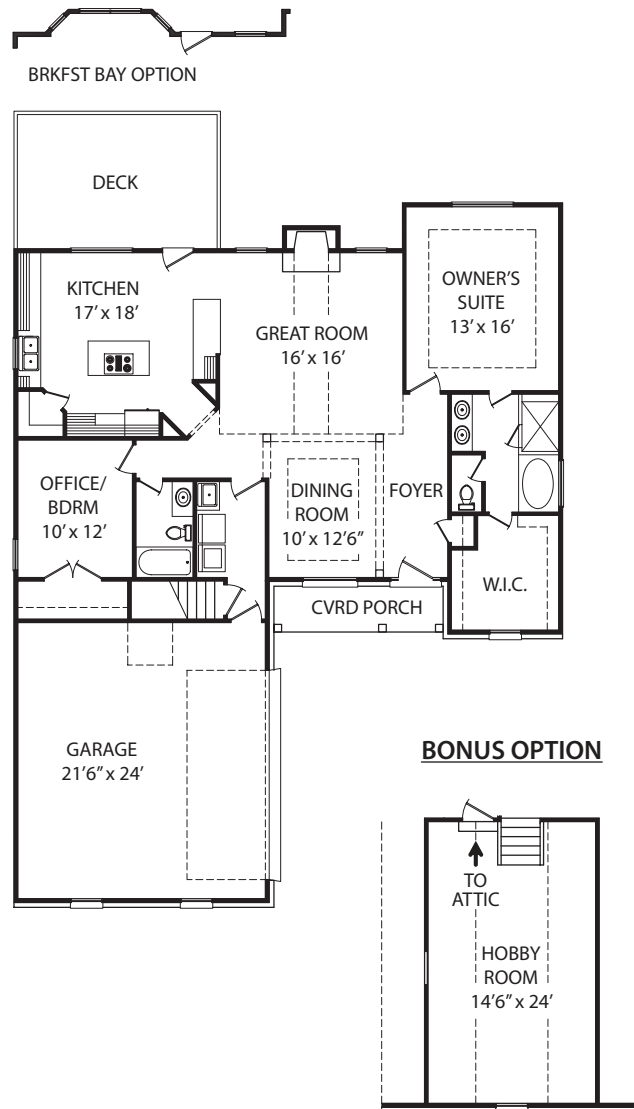 BRKFST BAY OPTION
DECK
KITCHEN
17’ x 18’
GREAT ROOM
16’ x 16’
OWNER’S
SUITE
13’ x 16’
OFFICE/
BDRM
10’ x 12’
DINING
ROOM
10’ x 12’6”
FOYER
W.I.C.
CVRD PORCH
GARAGE
21’6” x 24’
BONUS OPTION
TO
ATTIC
HOBBY
ROOM
14’6” x 24’